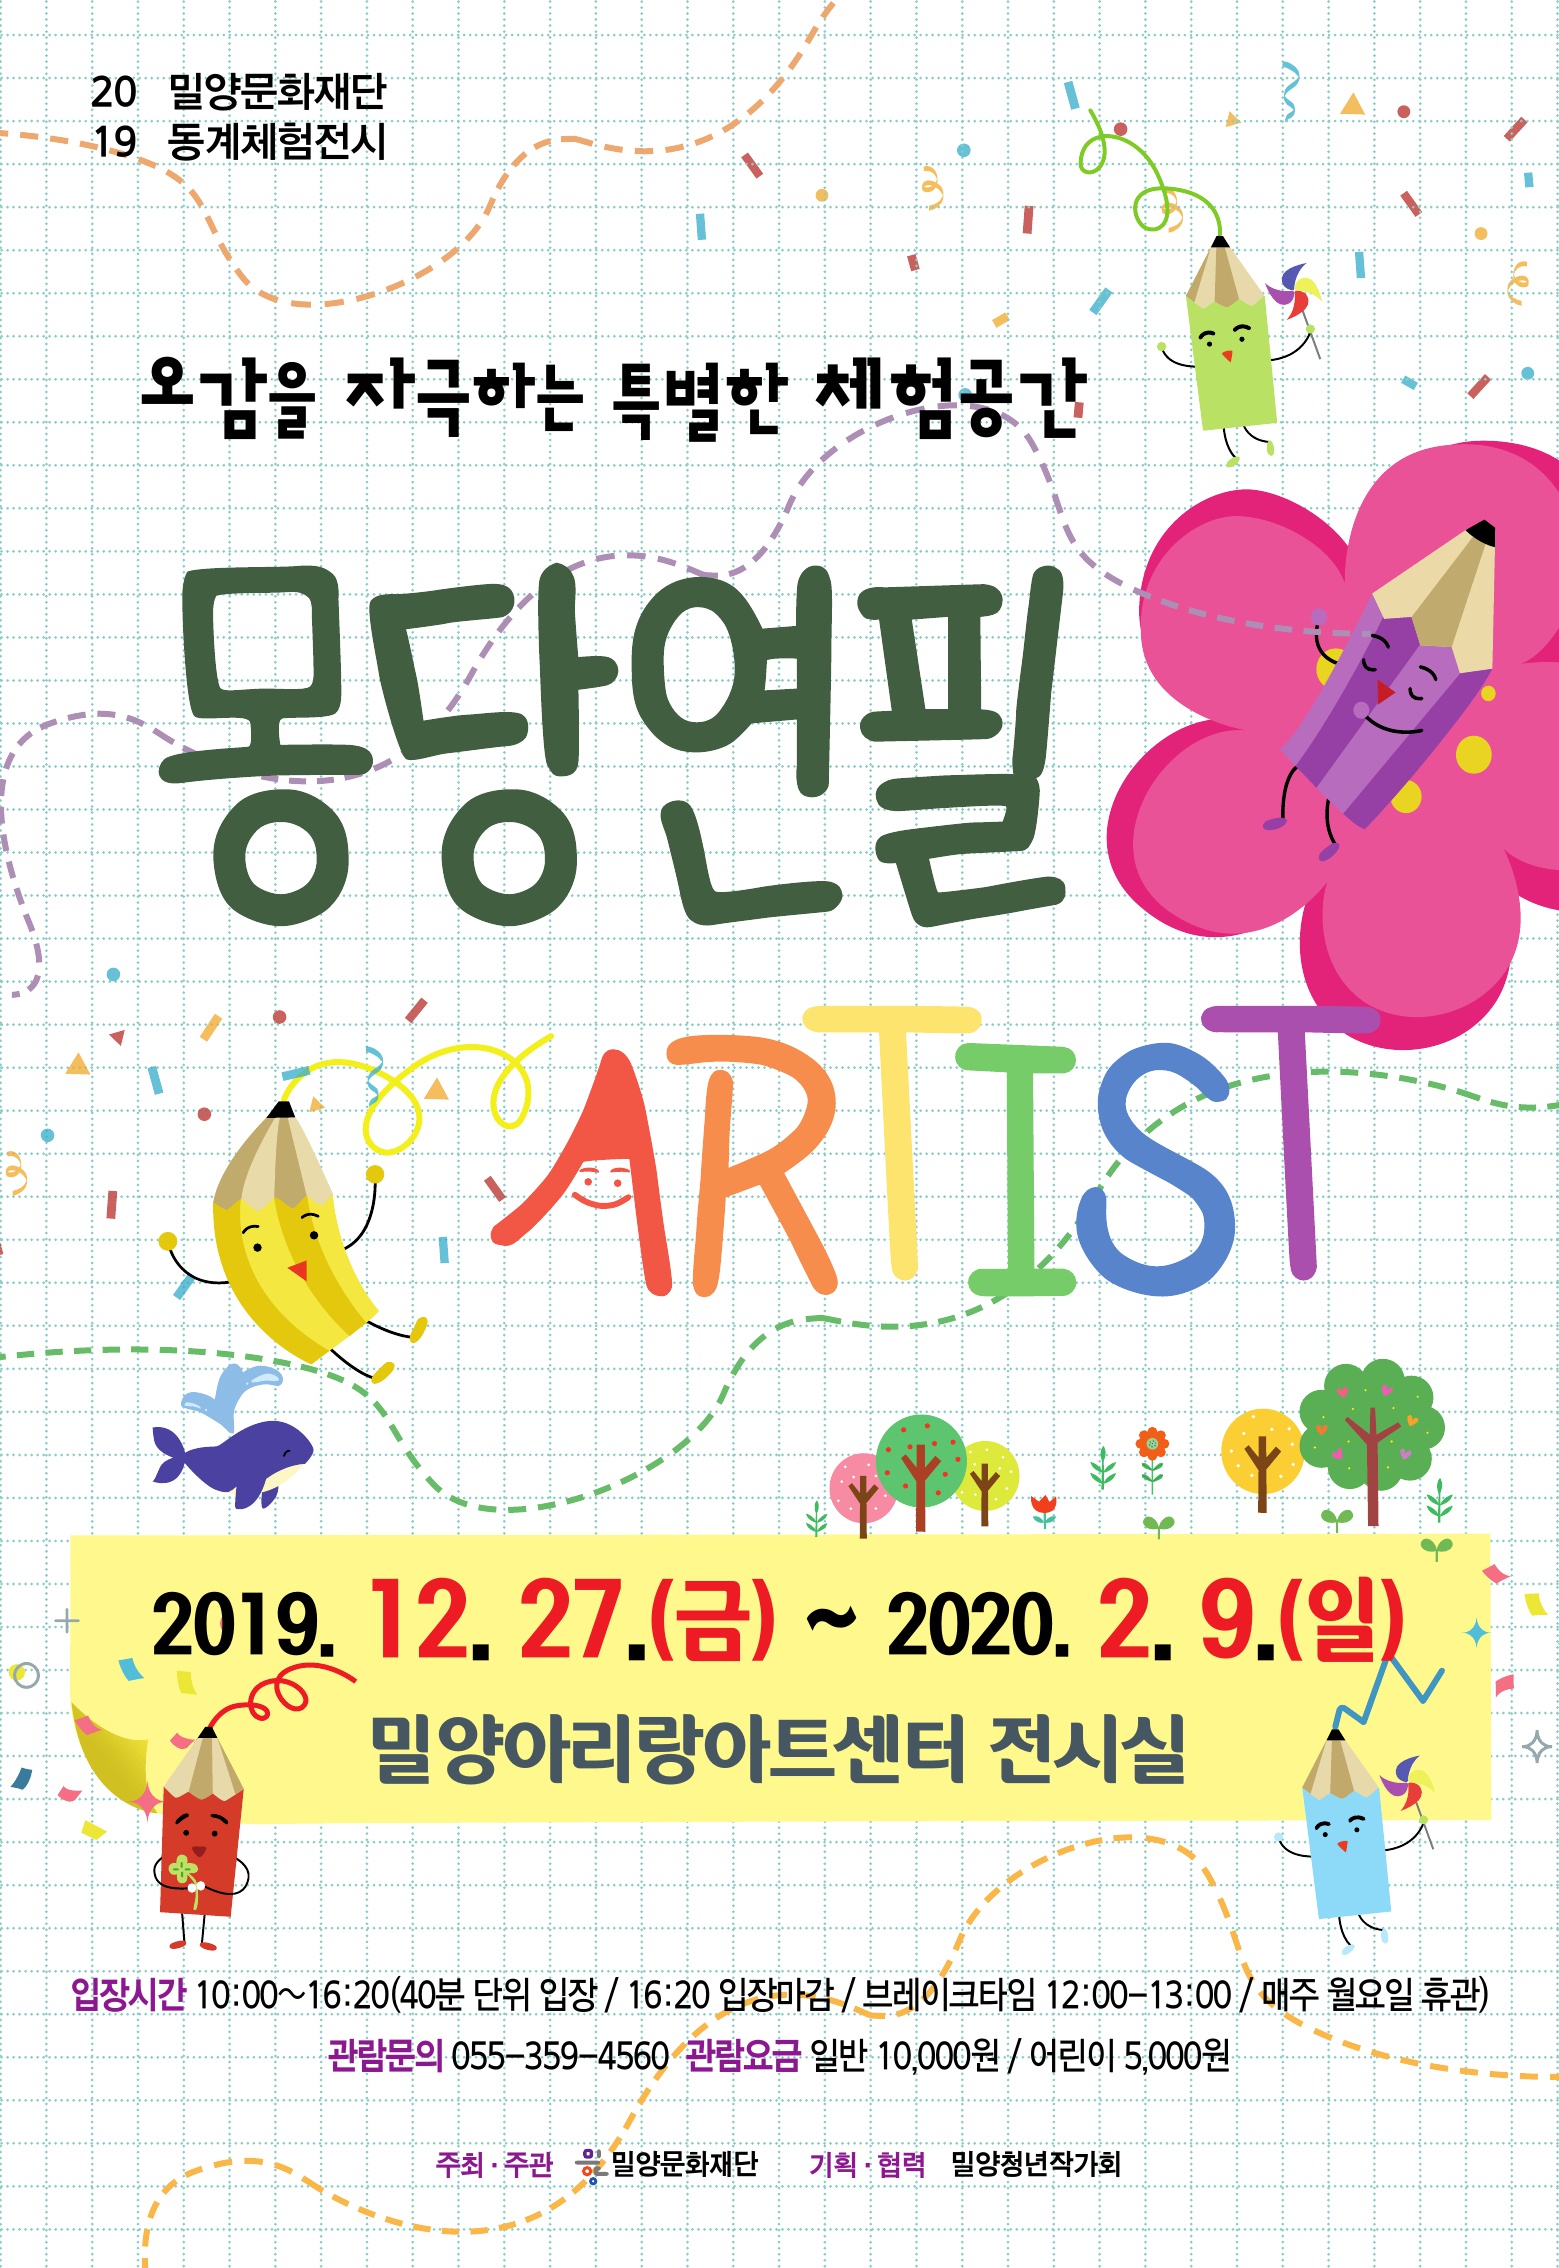 20 밀양문화재단
19 동계체험전시
오감을 자극하는 특별한 체험공간
몽당연필
ARTIST
2019. 12. 27.(금) ~ 2020. 2. 9.(일)
밀양아리랑아트센터 전시실
입장시간 10:00~16:20(40분 단위 입장 / 16:20 입장마감 / 브레이크타임 12:00-13:00 / 매주 월요일 휴관)
관람문의 055-359-4560 관람요금 일반 10,000원 / 어린이 5,000원
주최·주관 밀양문화재단 기획·협력 밀양청년작가회